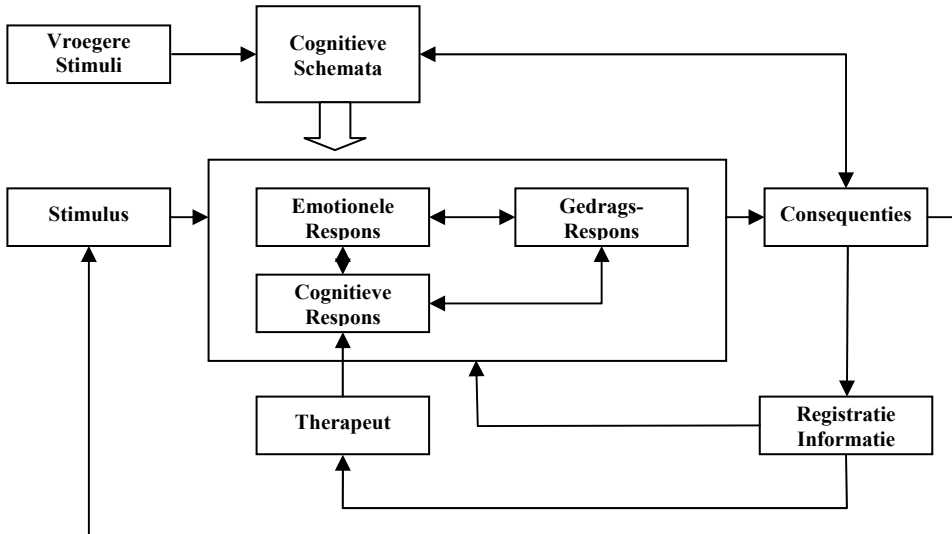 Vroegere
Stimuli
Cognitieve
Schemata
Stimulus
Emotionele
Respons
Gedrags-
Respons
Consequenties
Cognitieve
Respons
Therapeut
Registratie
Informatie